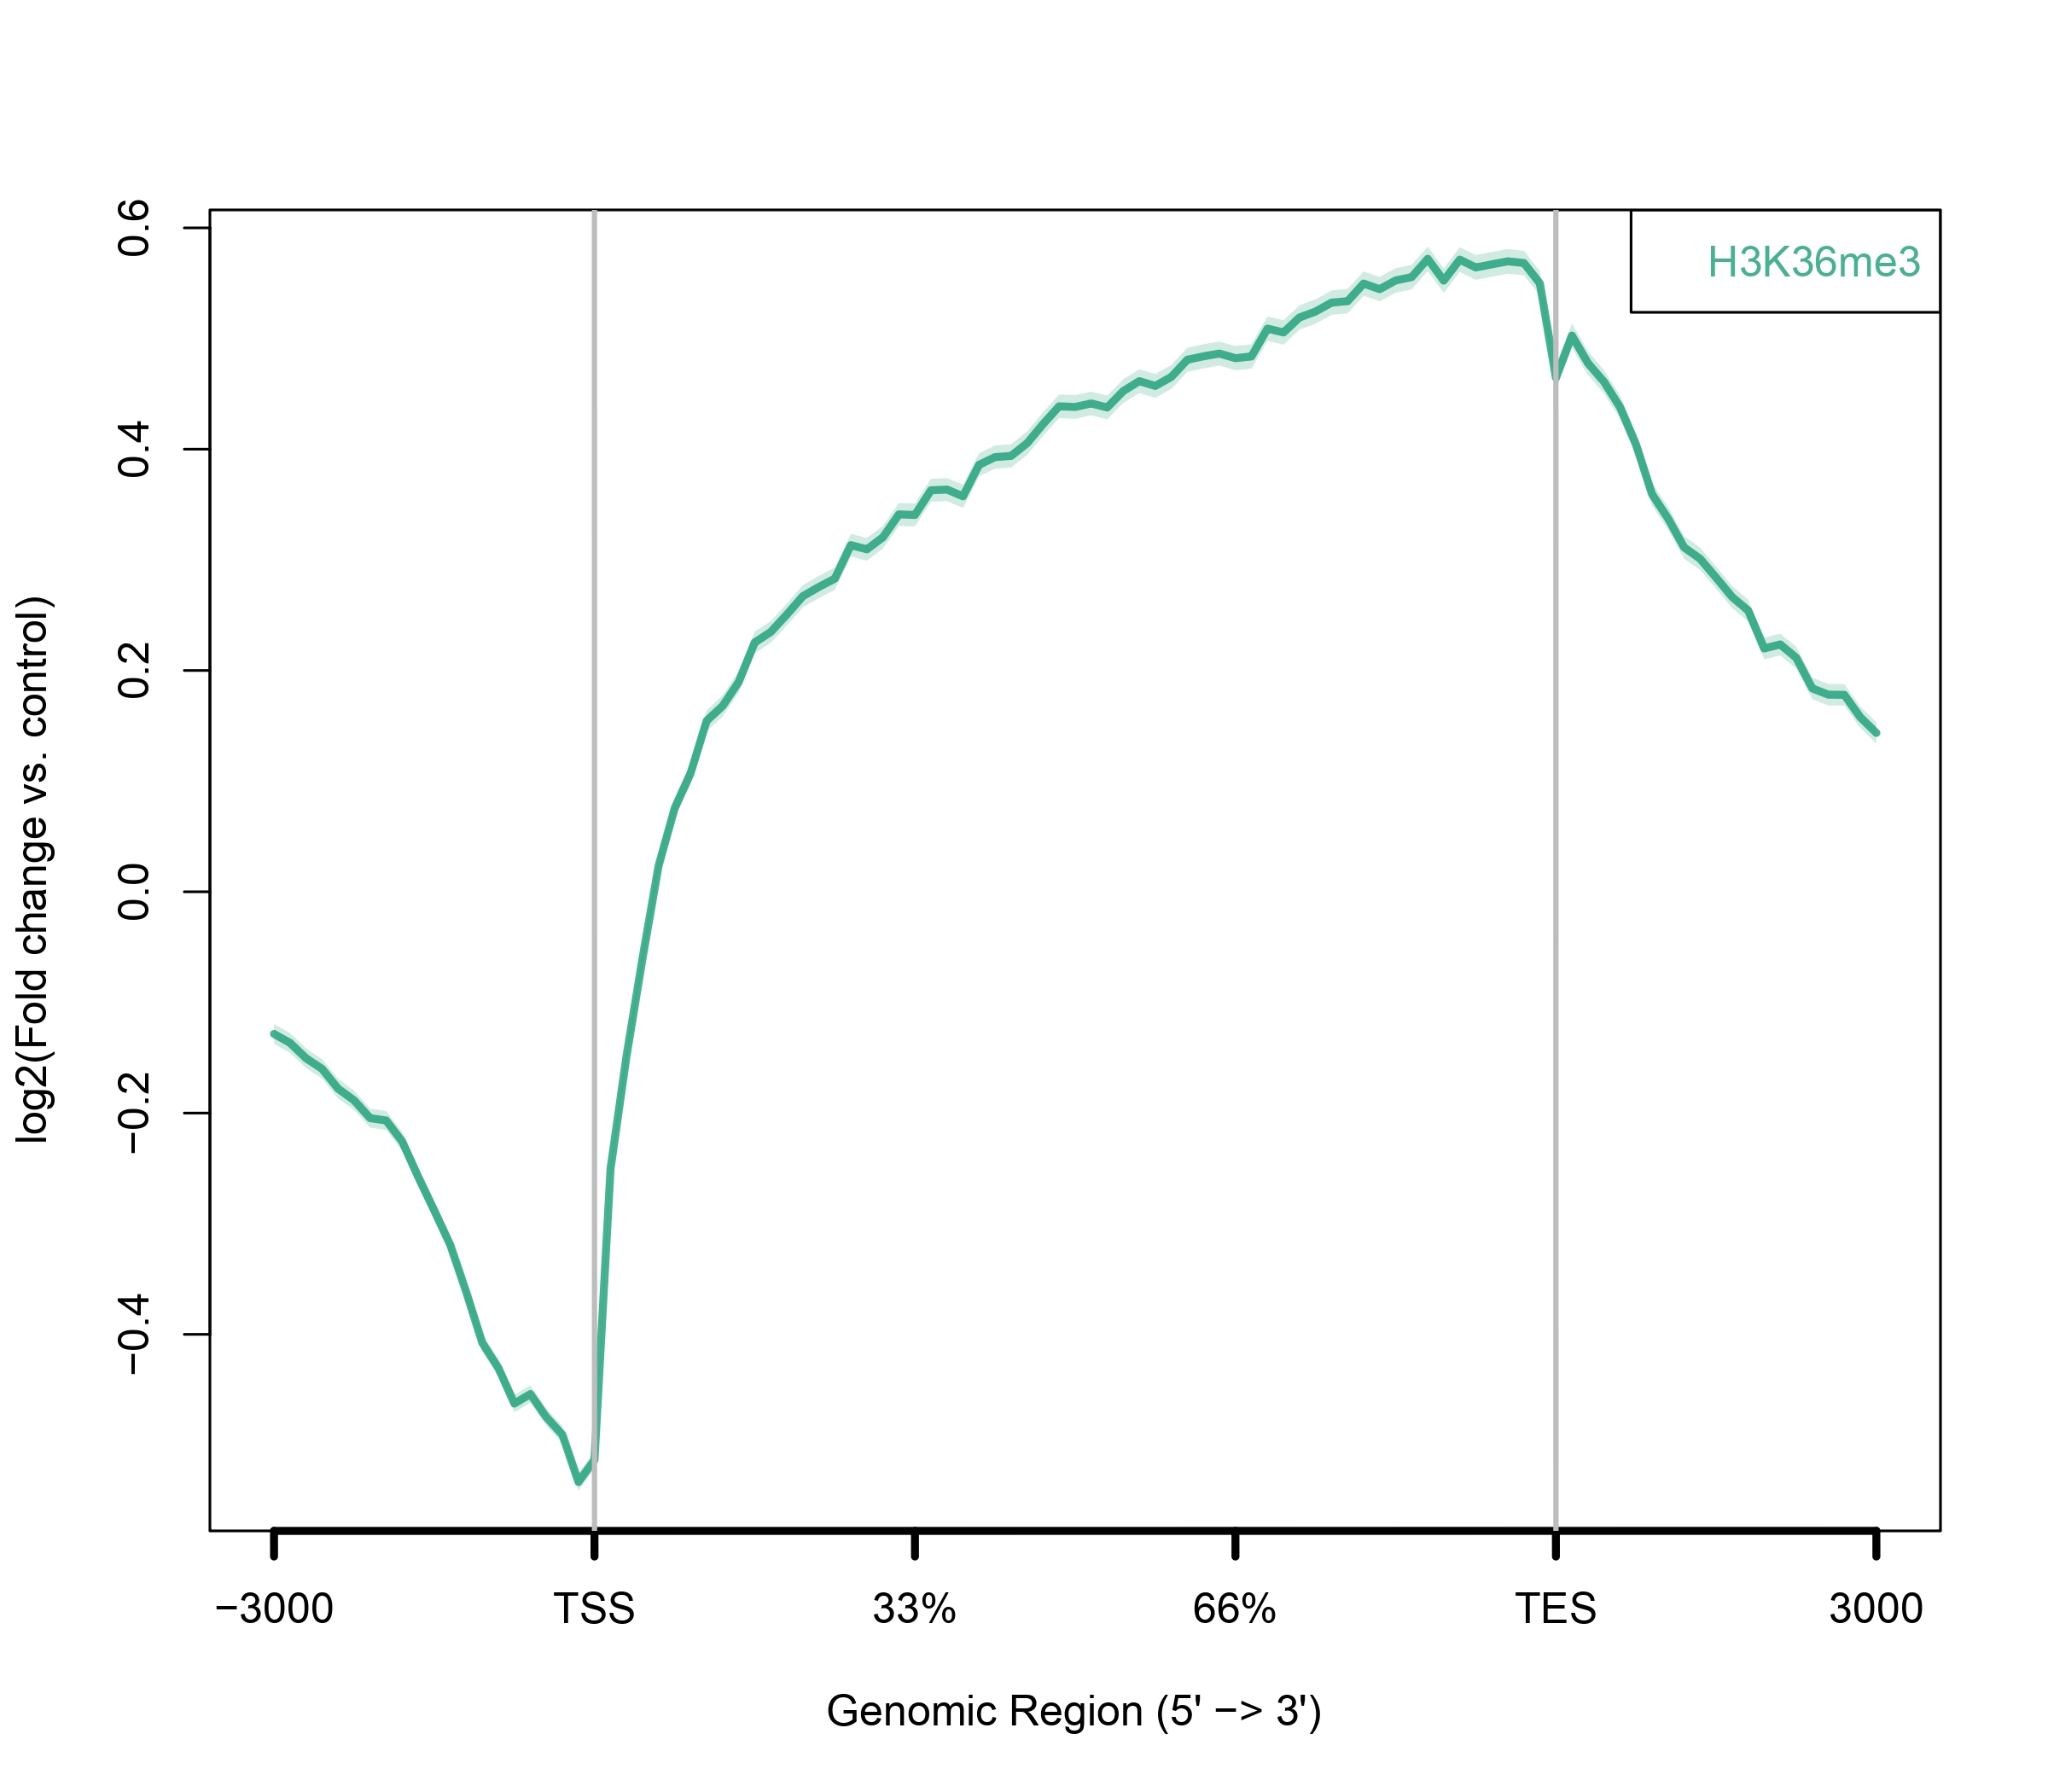 H3K36me3
0.6
0.4
0.2
0.0
−0.2
−0.4
log2(Fold change vs. control)
−3000 TSS 33% 66% TES 3000
Genomic Region (5' −> 3')